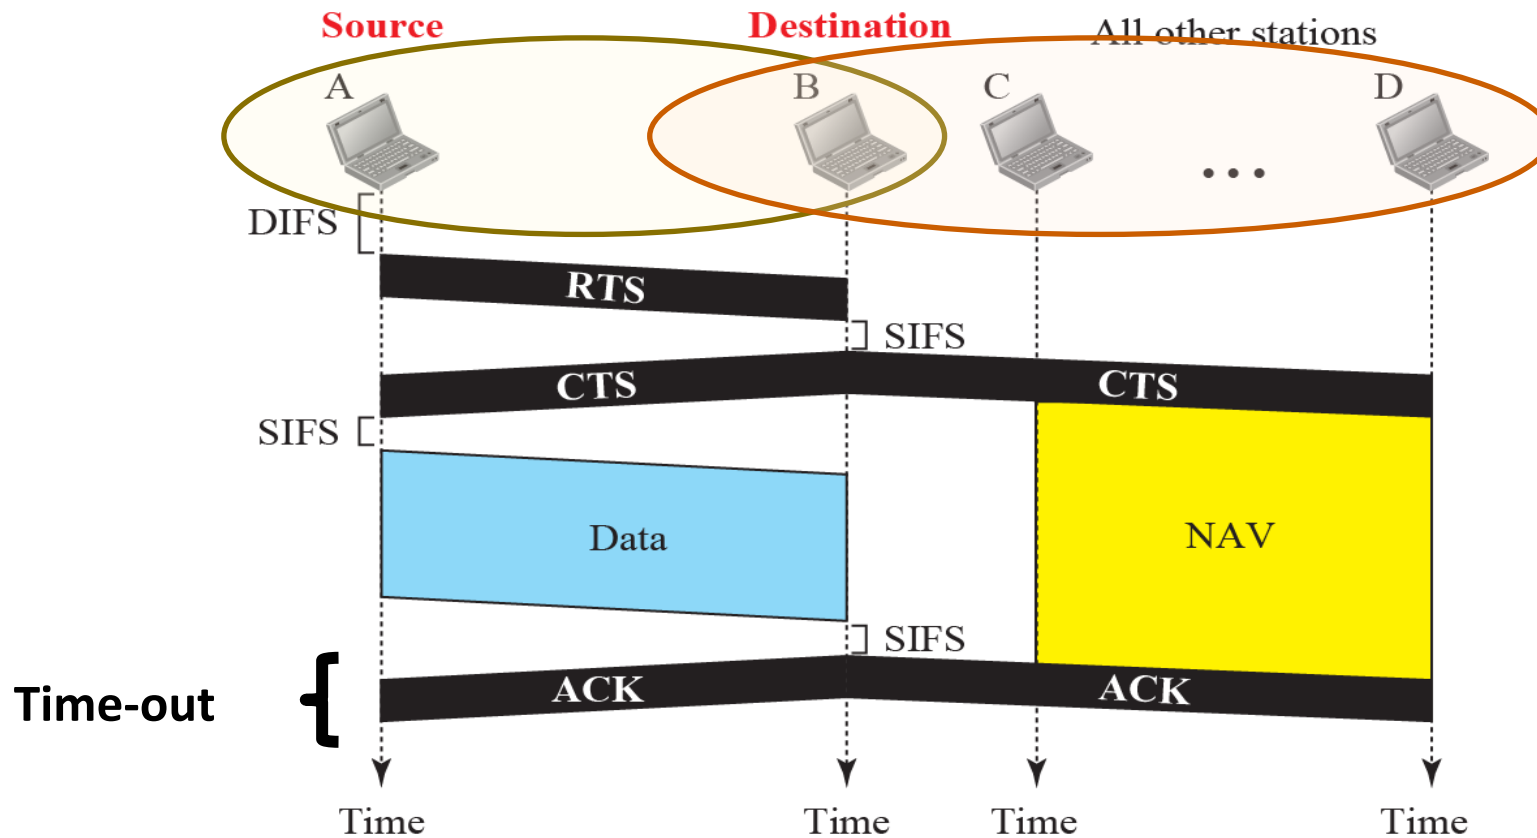 Source
Destination
All other stations
A
B
C
D
...
DIFS
RTS
SIFS
CTS
CTS
SIFS
Data
NAV
SIFS
Time-out
ACK
ACK
Time
Time
Time
Time